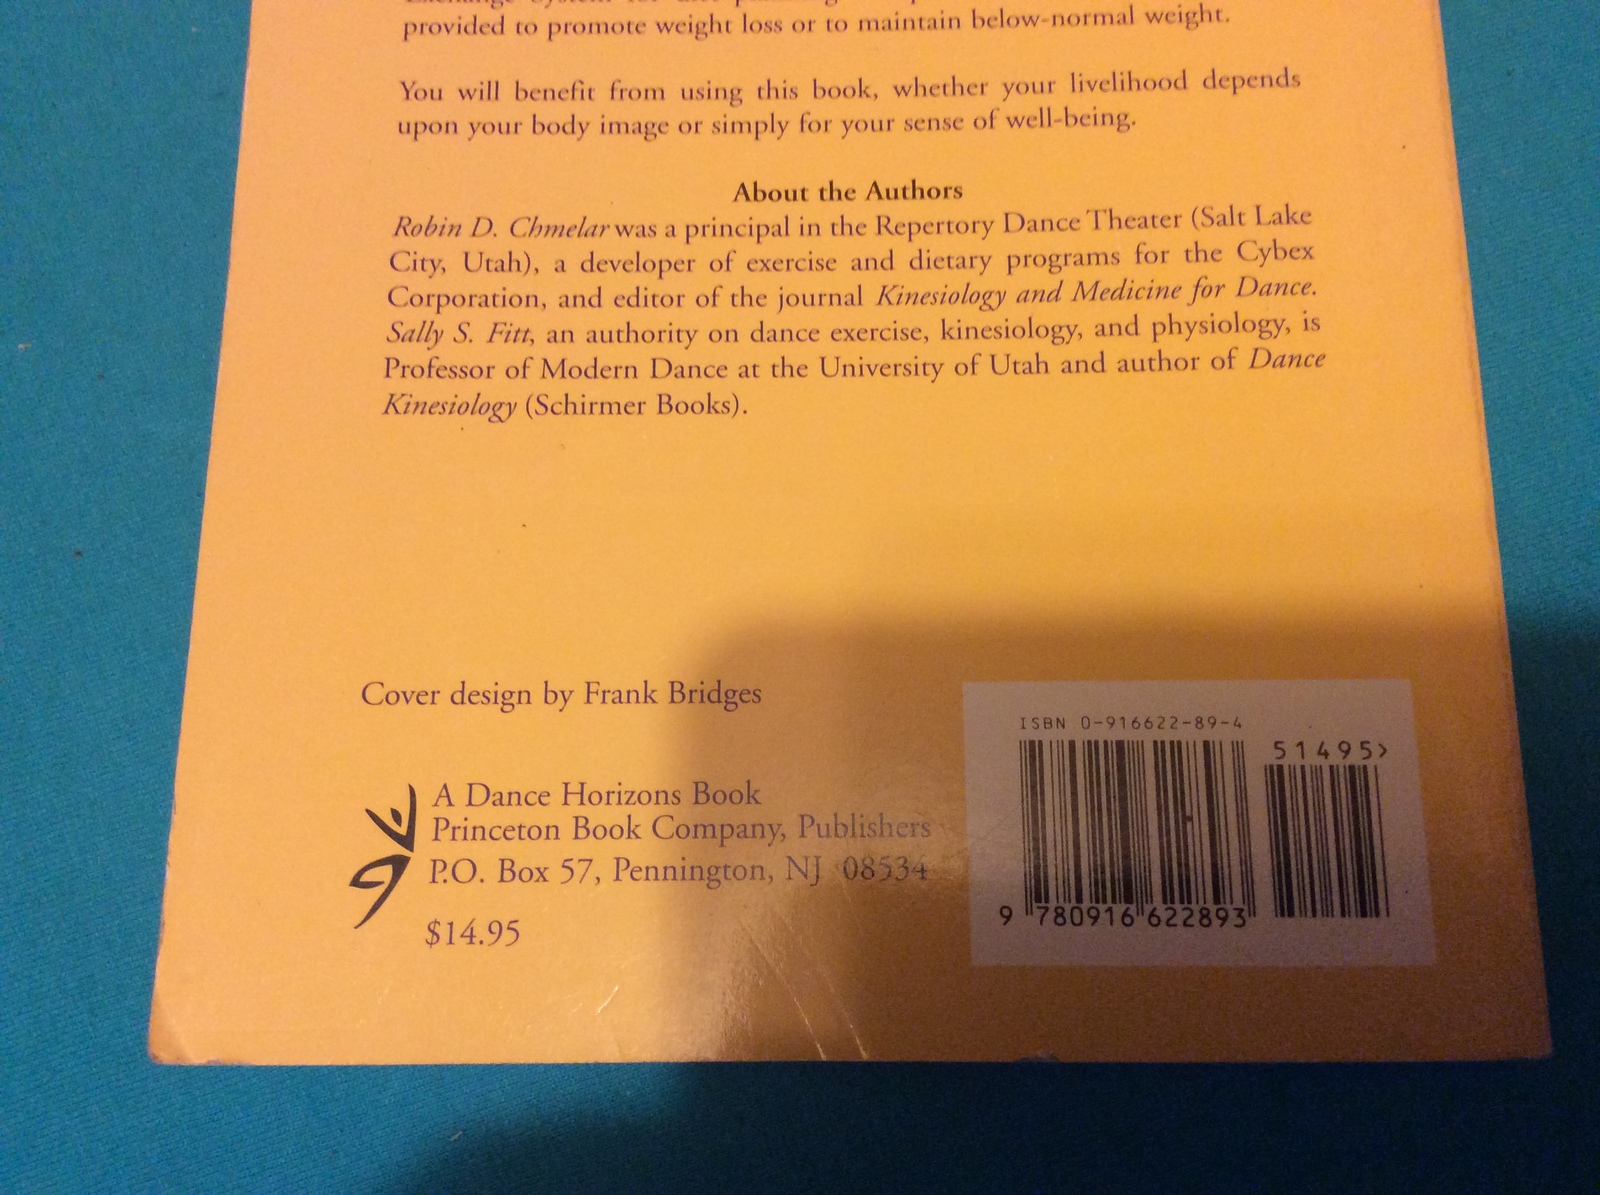 Exchange System for diet planning
provided to promote weight loss or to maintain below-normal weight.
You will benefit from using this book, whether your livelihood depends
upon your body image or simply for your sense of well-being.
About the Authors
Robin D. Chmelar was a principal in the Repertory Dance Theater (Salt Lake
City, Utah), a developer of exercise and dietary programs for the Cybex
Corporation, and editor of the journal Kinesiology and Medicine for Dance.
Sally S. Fitt, an authority on dance exercise, kinesiology, and physiology, is
Professor of Modern Dance at the University of Utah and author of Dance
Kinesiology (Schirmer Books).
Cover design by Frank Bridges
A Dance Horizons Book
Princeton Book Company, Publishers
P.O. Box 57, Pennington, NJ 08534
$14.95
ISBN 0-916622-89-4
51495>
9 780916 622893